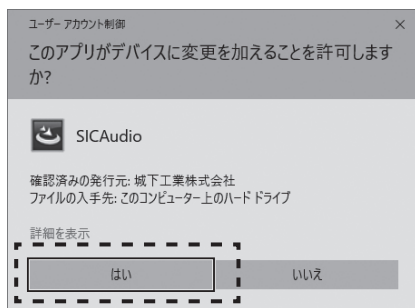 ユーザー アカウント制御
このアプリがデバイスに変更を加えることを許可します
か?
SICAudio
確認済みの発行元: 城下工業株式会社
ファイルの入手先: このコンピューター上のハード ドライブ
詳細を表示
はい
いいえ